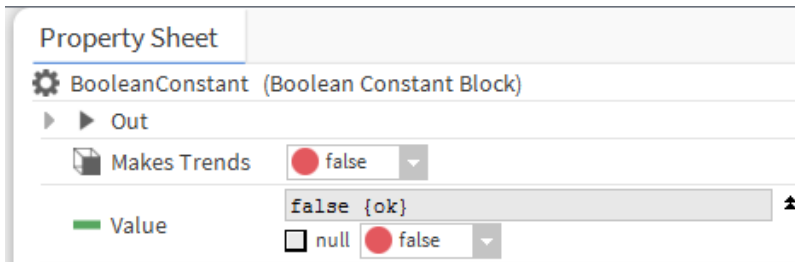 Property Sheet
BooleanConstant (Boolean Constant Block)
Out
Makes Trends false
false {ok}
Value
null false